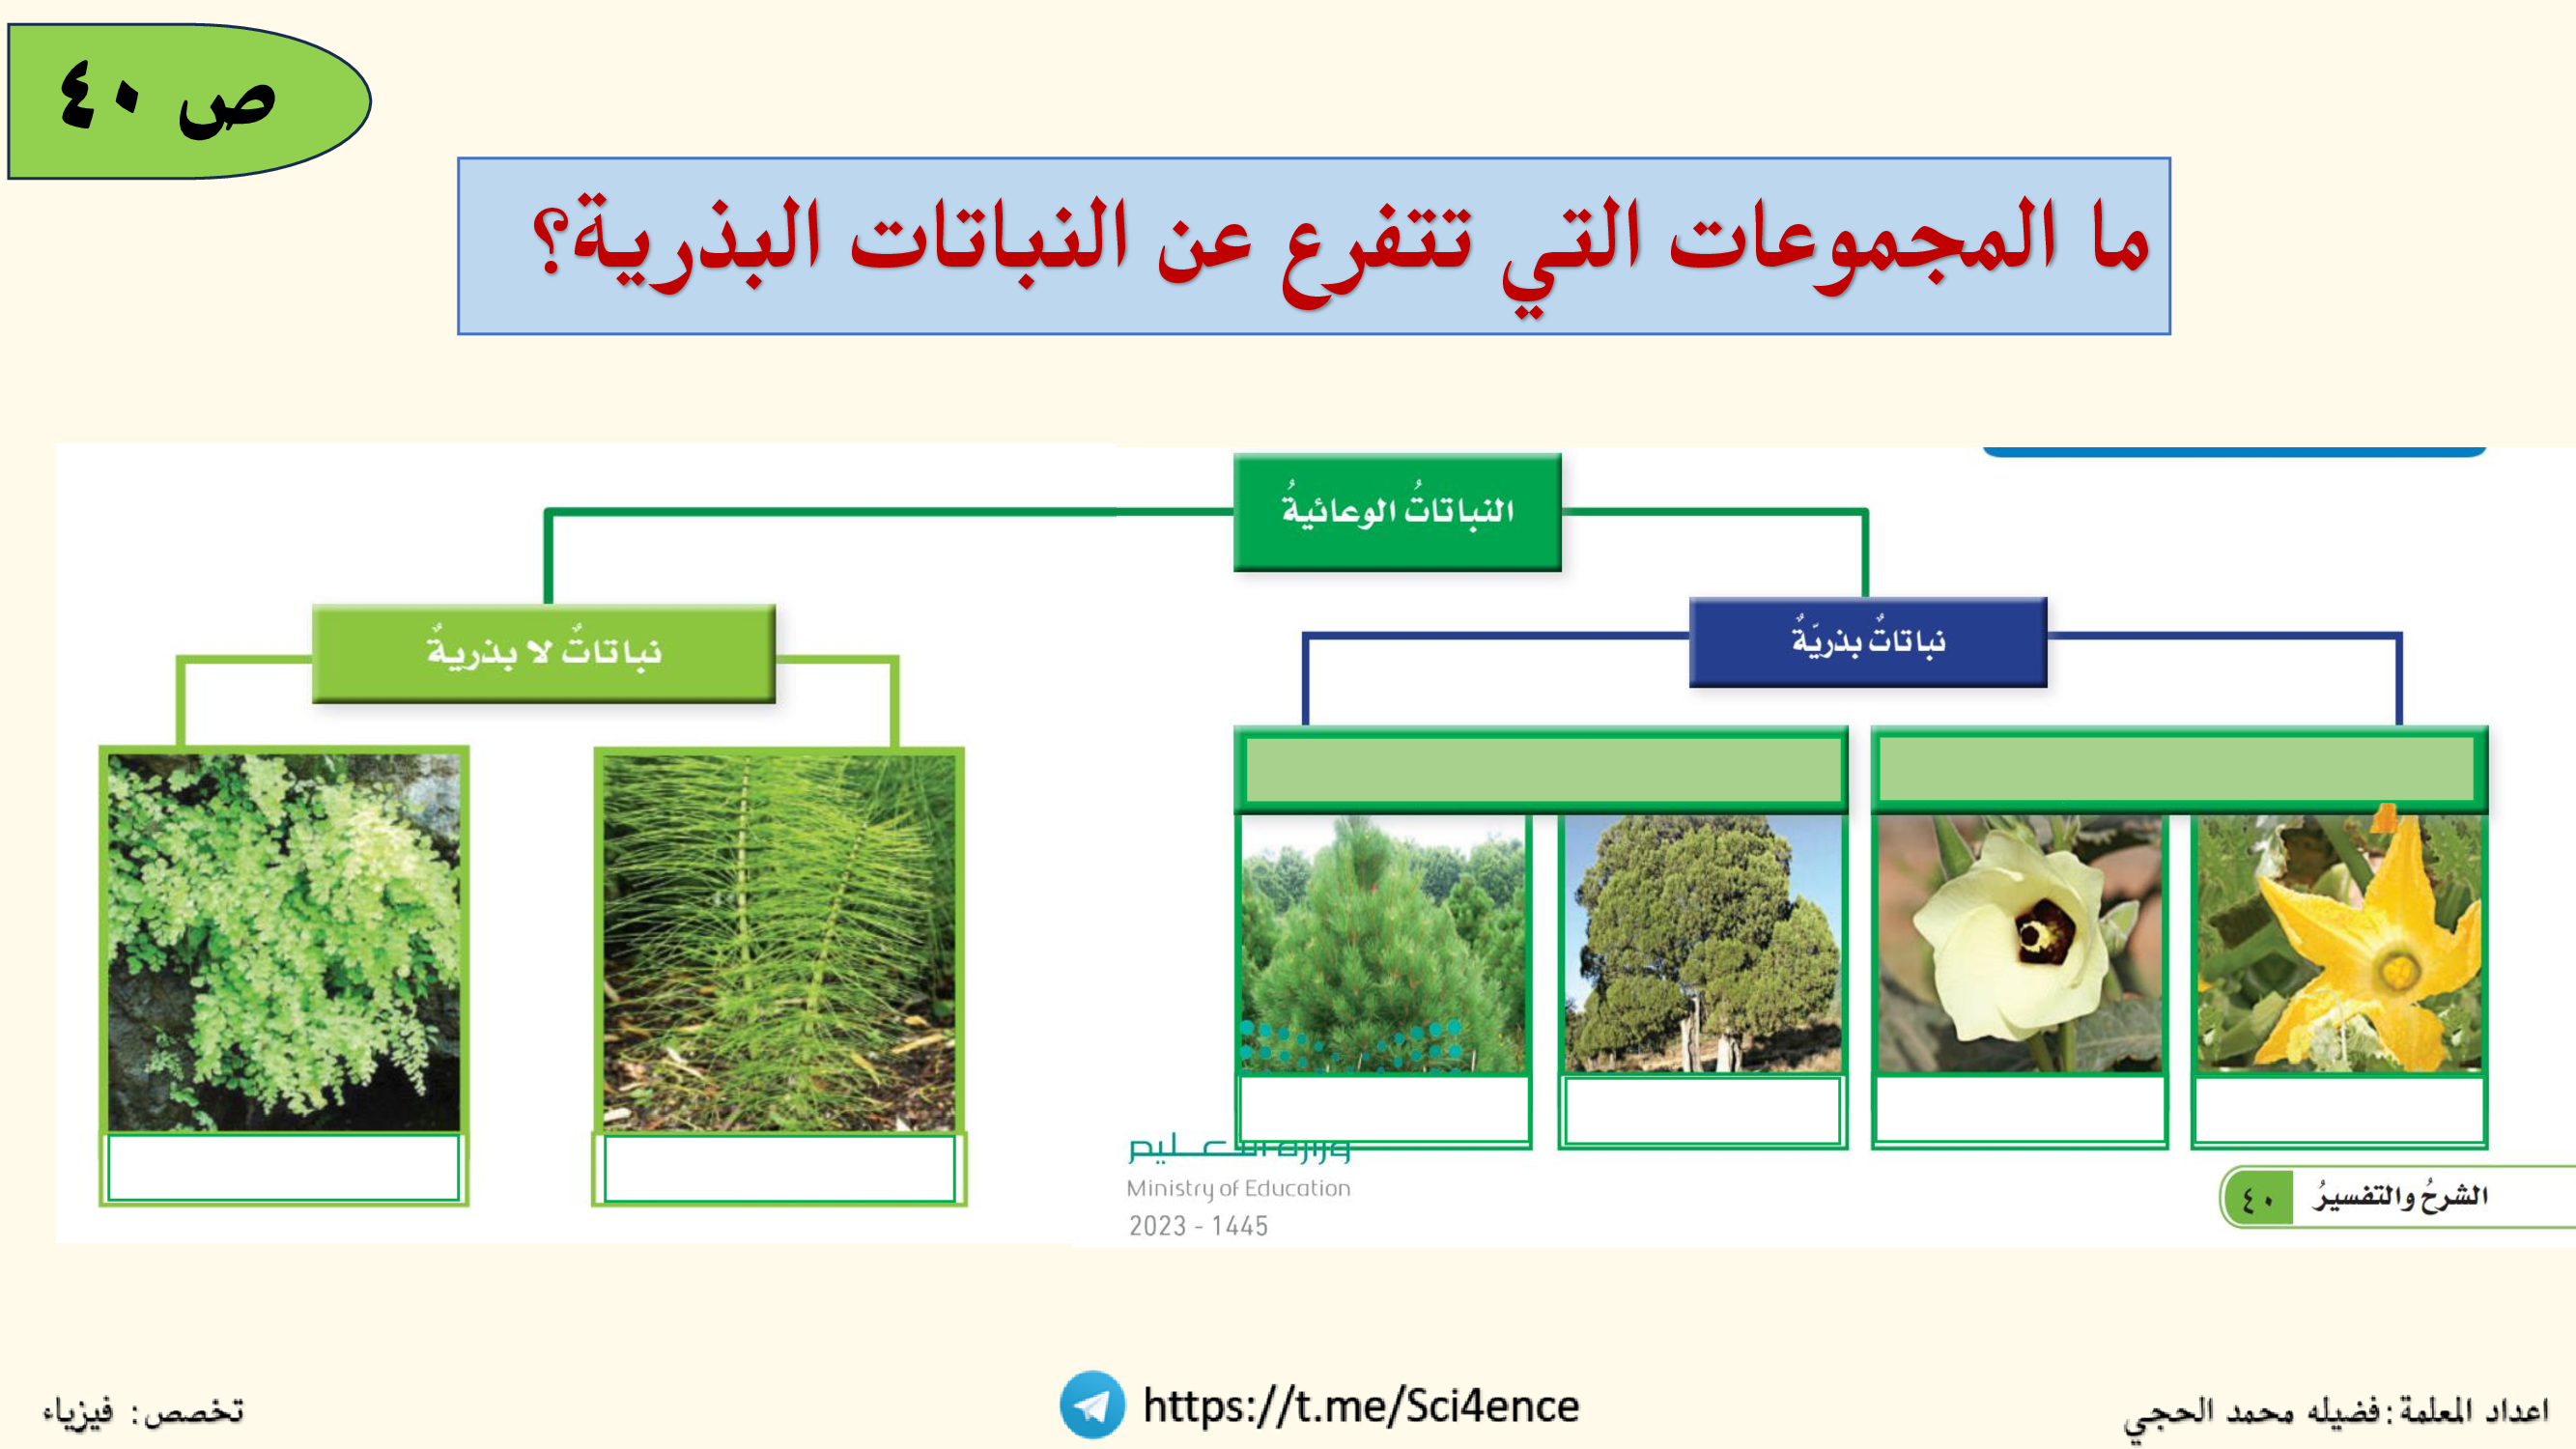 ص ٤٠
ما المجموعات التي تتفرع عن النباتات البذرية؟
النباتاتُ الوعائيةُ
نباتاتٌ بذريّةٌ
نباتاتٌ لا بذريةٌ
وزارة التعليم
Ministry of Education
2023 - 1445
الشرحُ والتفسيرُ ٤٠
اعداد المعلمة:فضيله محمد الحجي
https://t.me/Sci4ence
تخصص: فيزياء